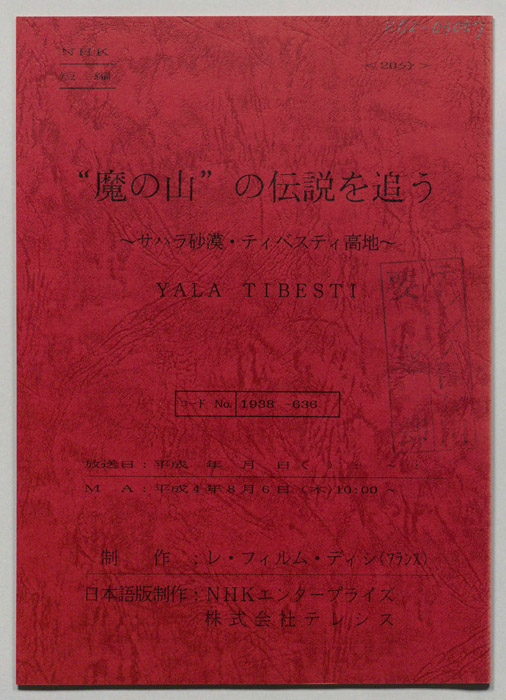 NHK
<20分>
“魔の山”の伝説を追う
～サハラ砂漠・ティベスティ高地～
YALA TIBESTI
コード No. 1938 -636
放送日：平成 年 月 日( ) : ～ :
M A：平成4年8月6日(木)10:00～
制 作：レ・フィルム・ディシ(フランス)
日本語版制作：NHKエンタープライズ
株式会社テレシス